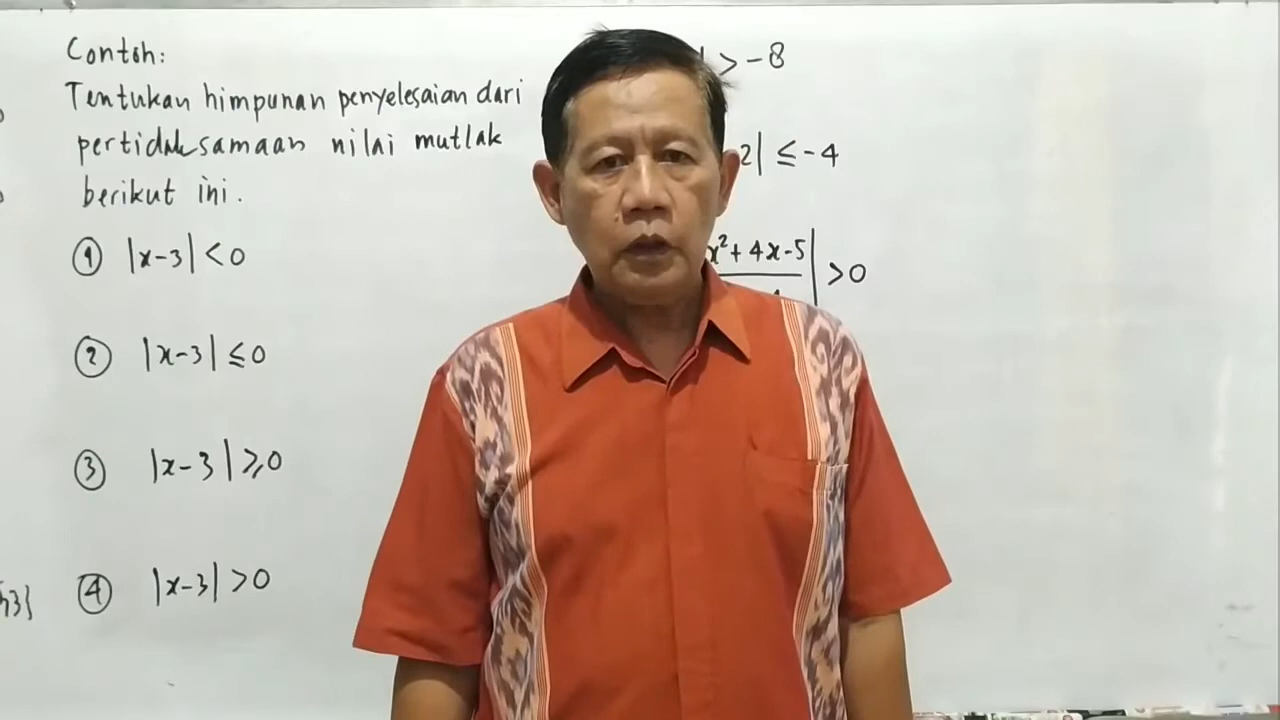 Contoh:
Tentukan himpunan penyelesaian dari
pertidaksamaan nilai mutlak
berikut ini.
① |x-3| < 0
② |x-3| ≤ 0
③ |x-3| ≥ 0
④ |x-3| > 0
| > -8
2| ≤ -4
x²+4x-5| > 0